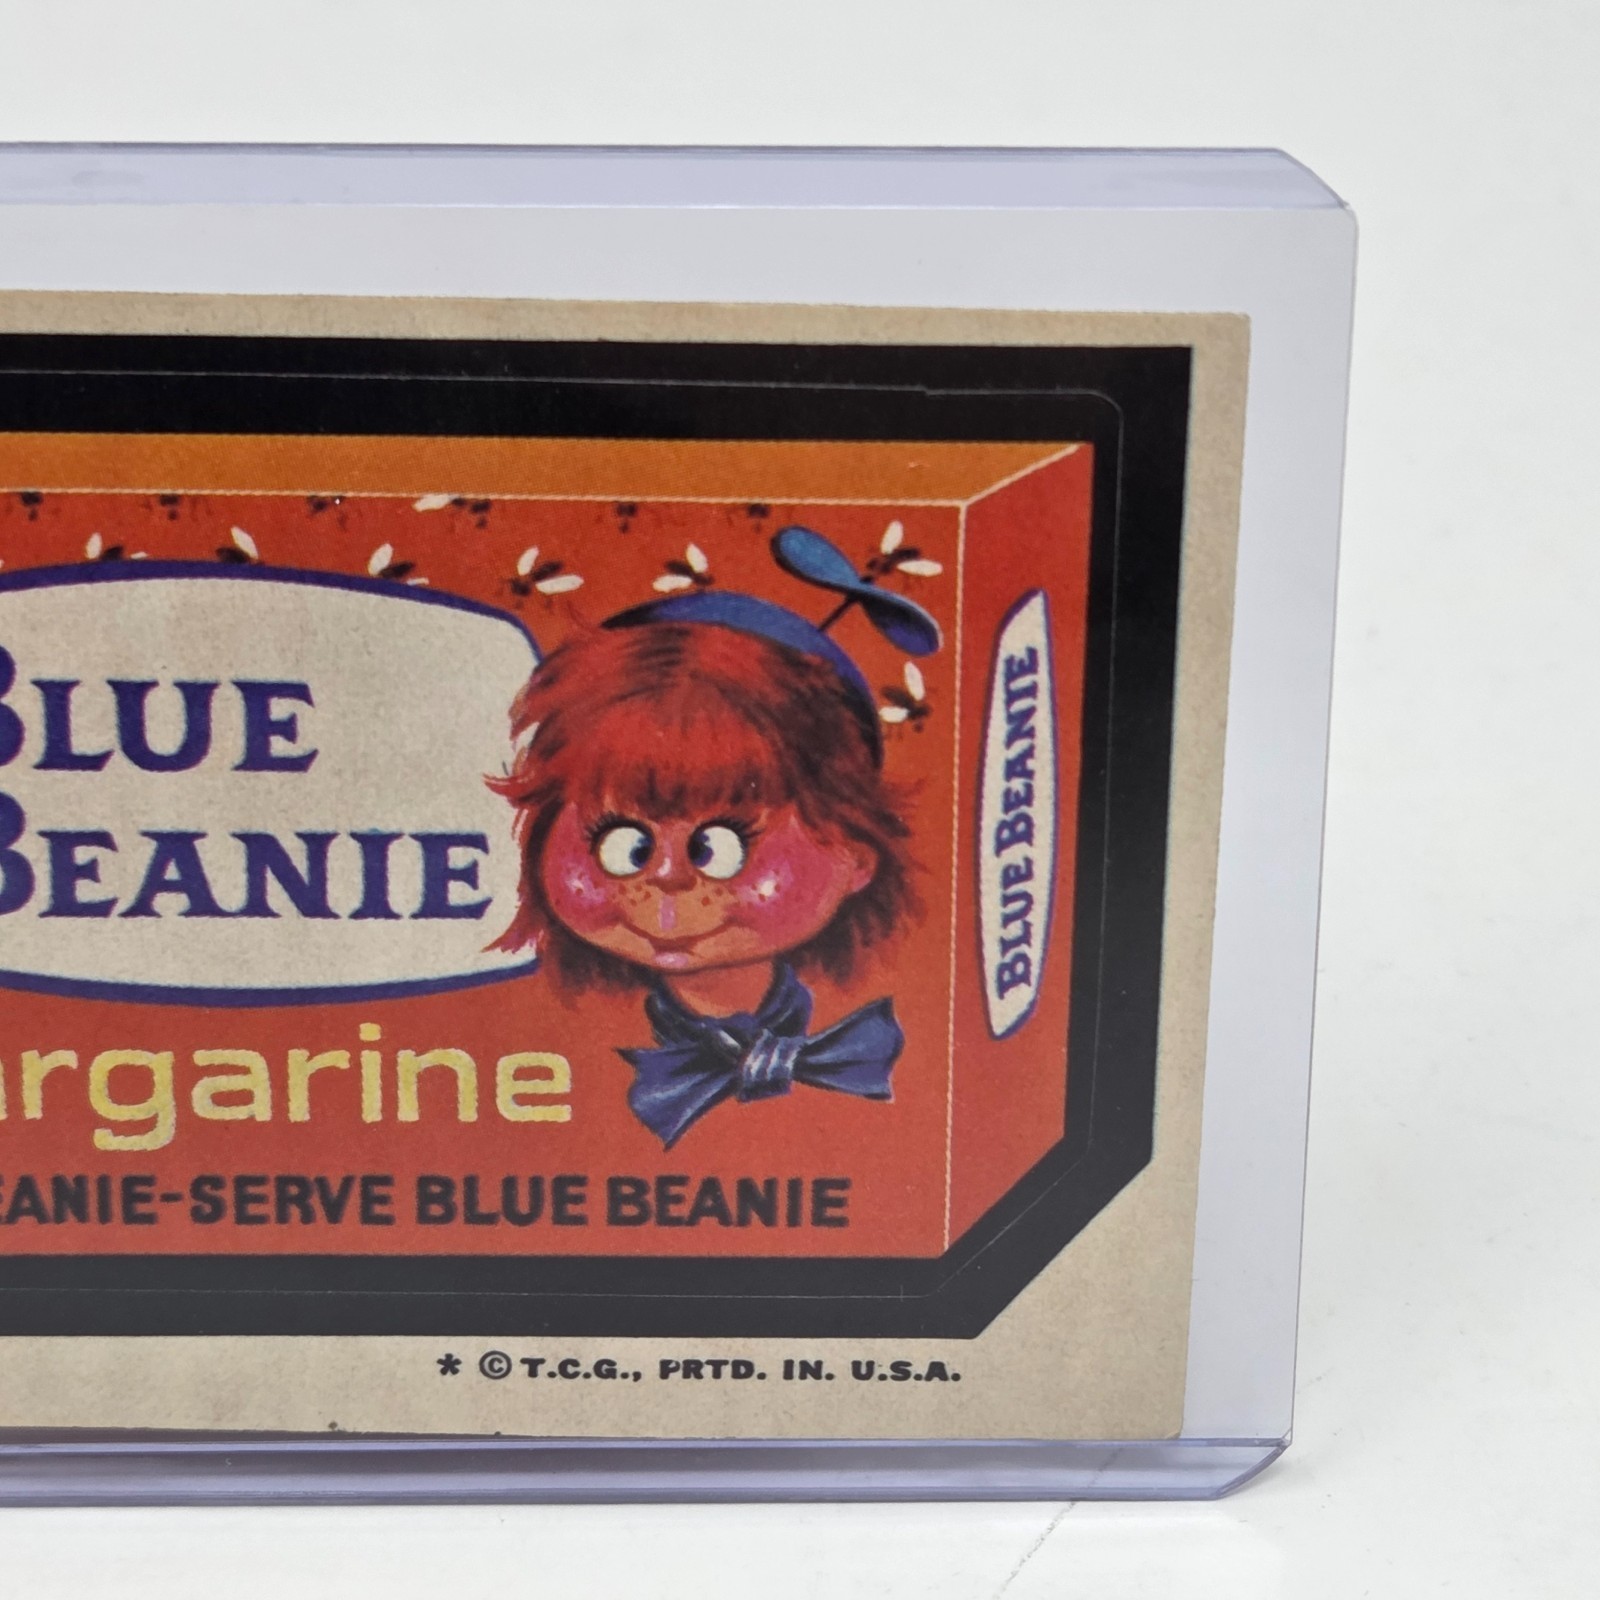 BLUE
BEANIE
argarine
EANIE-SERVE BLUE BEANIE
BLUE BEANIE
* © T.C.G., PRTD. IN. U.S.A.